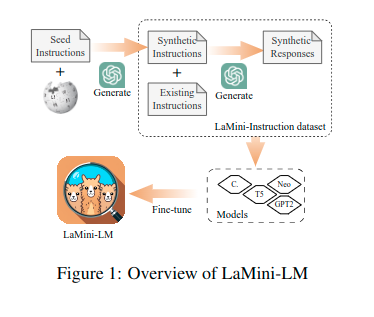 Seed
Instructions
+
Generate
Synthetic
Instructions
+
Existing
Instructions
Generate
Synthetic
Responses
LaMini-Instruction dataset
C.
T5
Neo
GPT2
Models
Fine-tune
LaMini-LM
Figure 1: Overview of LaMini-LM